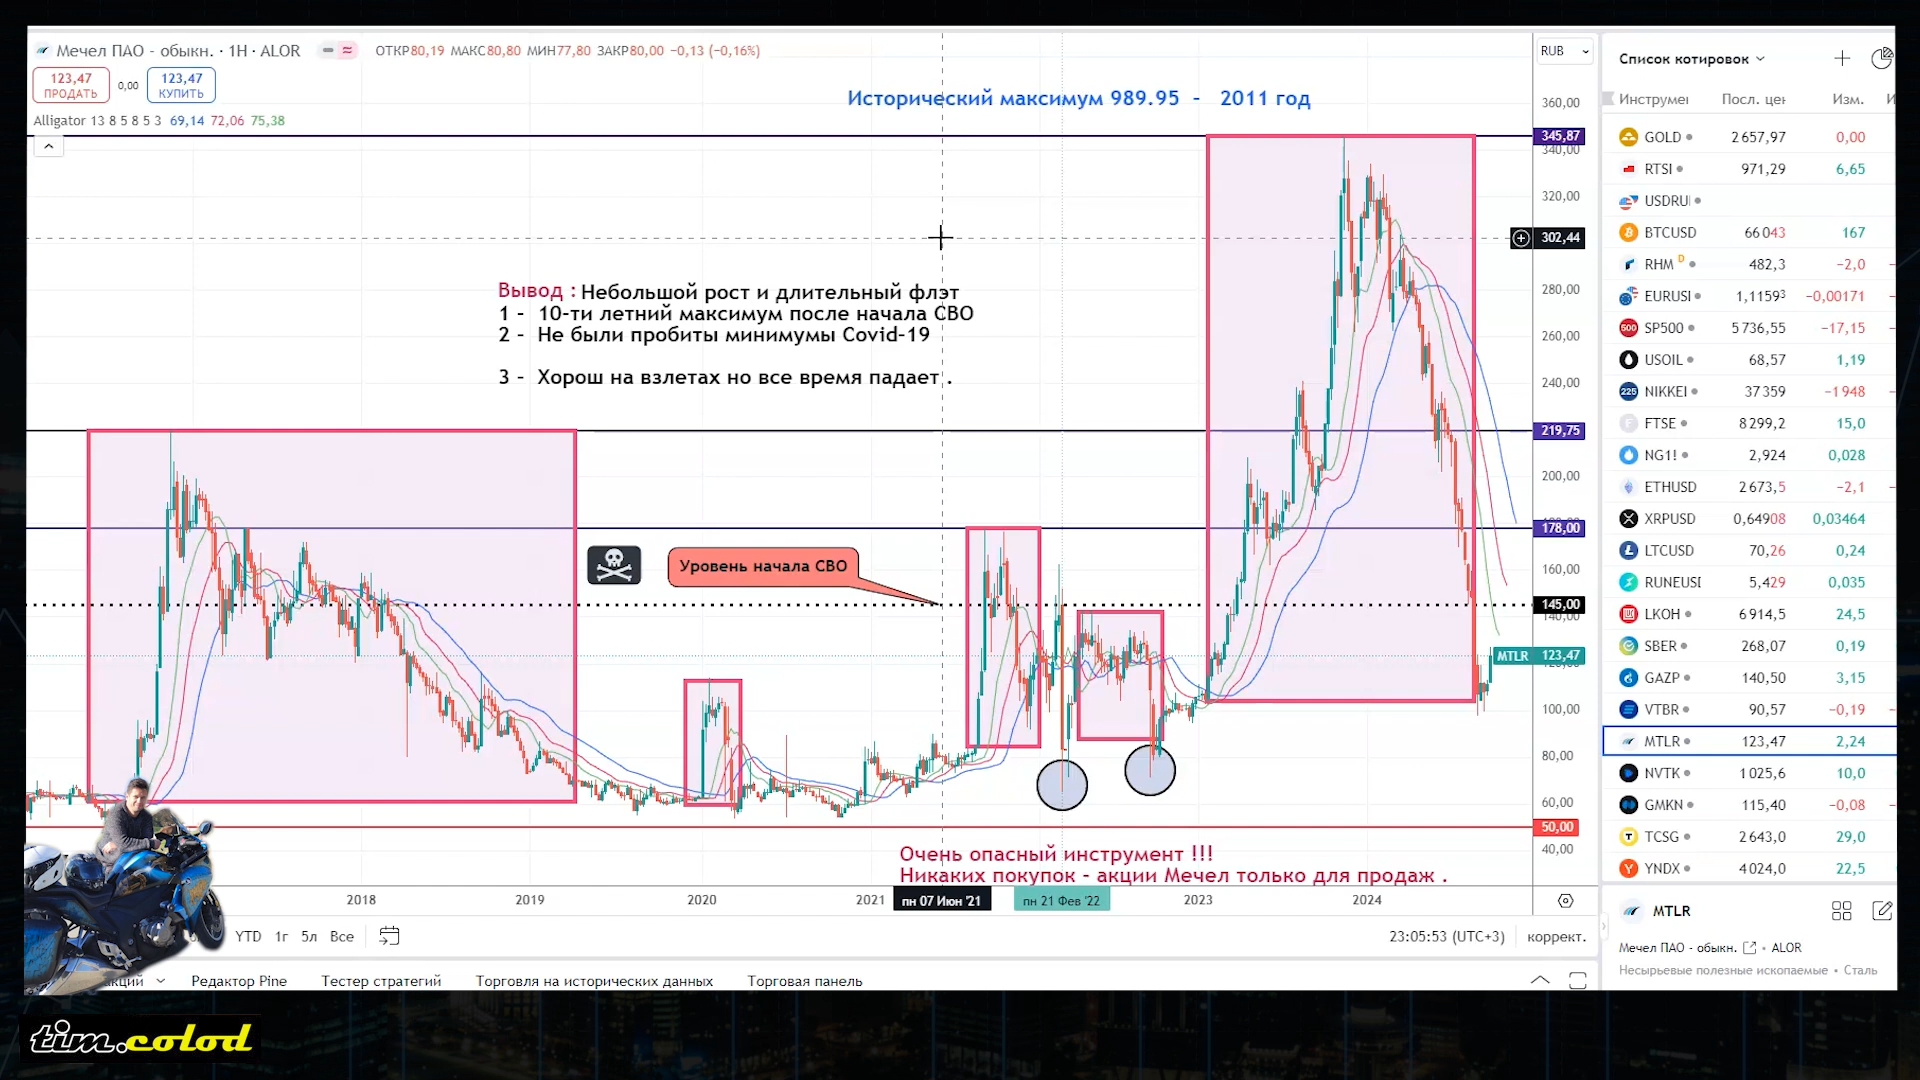 Мечел ПАО - обыкн. · 1Н · ALOR
ОТКР80,19 МАКС80,80 МИН77,80 ЗАКР80,00 −0,13 (−0,16%)
123,47
ПРОДАТЬ
0,00
123,47
КУПИТЬ
Alligator 13 8 5 8 5 3 69,14 72,06 75,38
Исторический максимум 989.95 - 2011 год
Вывод : Небольшой рост и длительный флэт
1 - 10-ти летний максимум после начала СВО
2 - Не были пробиты минимумы Covid-19
3 - Хорош на взлетах но все время падает .
Уровень начала СВО
Очень опасный инструмент !!!
Никаких покупок - акции Мечел только для продаж .
RUB
360,00
345,87
340,00
320,00
302,44
280,00
260,00
240,00
219,75
200,00
178,00
160,00
145,00
140,00
MTLR 123,47
100,00
80,00
60,00
50,00
40,00
2018 2019 2020 2021 пн 07 Июн '21 пн 21 Фев '22 2023 2024
YTD 1г 5л Все
23:05:53 (UTC+3) коррект.
Редактор Pine Тестер стратегий Торговля на исторических данных Торговая панель
Список котировок
Инструмен Посл. цен Изм.
GOLD 2 657,97 0,00
RTSI 971,29 6,65
USDRU
BTCUSD 66 043 167
RHM D 482,3 −2,0
EURUSI 1,1159³ −0,00171
SP500 5 736,55 −17,15
USOIL 68,57 1,19
NIKKEI 37 359 −1 948
FTSE 8 299,2 15,0
NG1! 2,924 0,028
ETHUSD 2 673,5 −2,1
XRPUSD 0,64908 0,03464
LTCUSD 70,26 0,24
RUNEUSI 5,429 0,035
LKOH 6 914,5 24,5
SBER 268,07 0,19
GAZP 140,50 3,15
VTBR 90,57 −0,19
MTLR 123,47 2,24
NVTK 1 025,6 10,0
GMKN 115,40 −0,08
TCSG 2 643,0 29,0
YNDX 4 024,0 22,5
MTLR
Мечел ПАО - обыкн. • ALOR
Несырьевые полезные ископаемые • Сталь
tim.colod